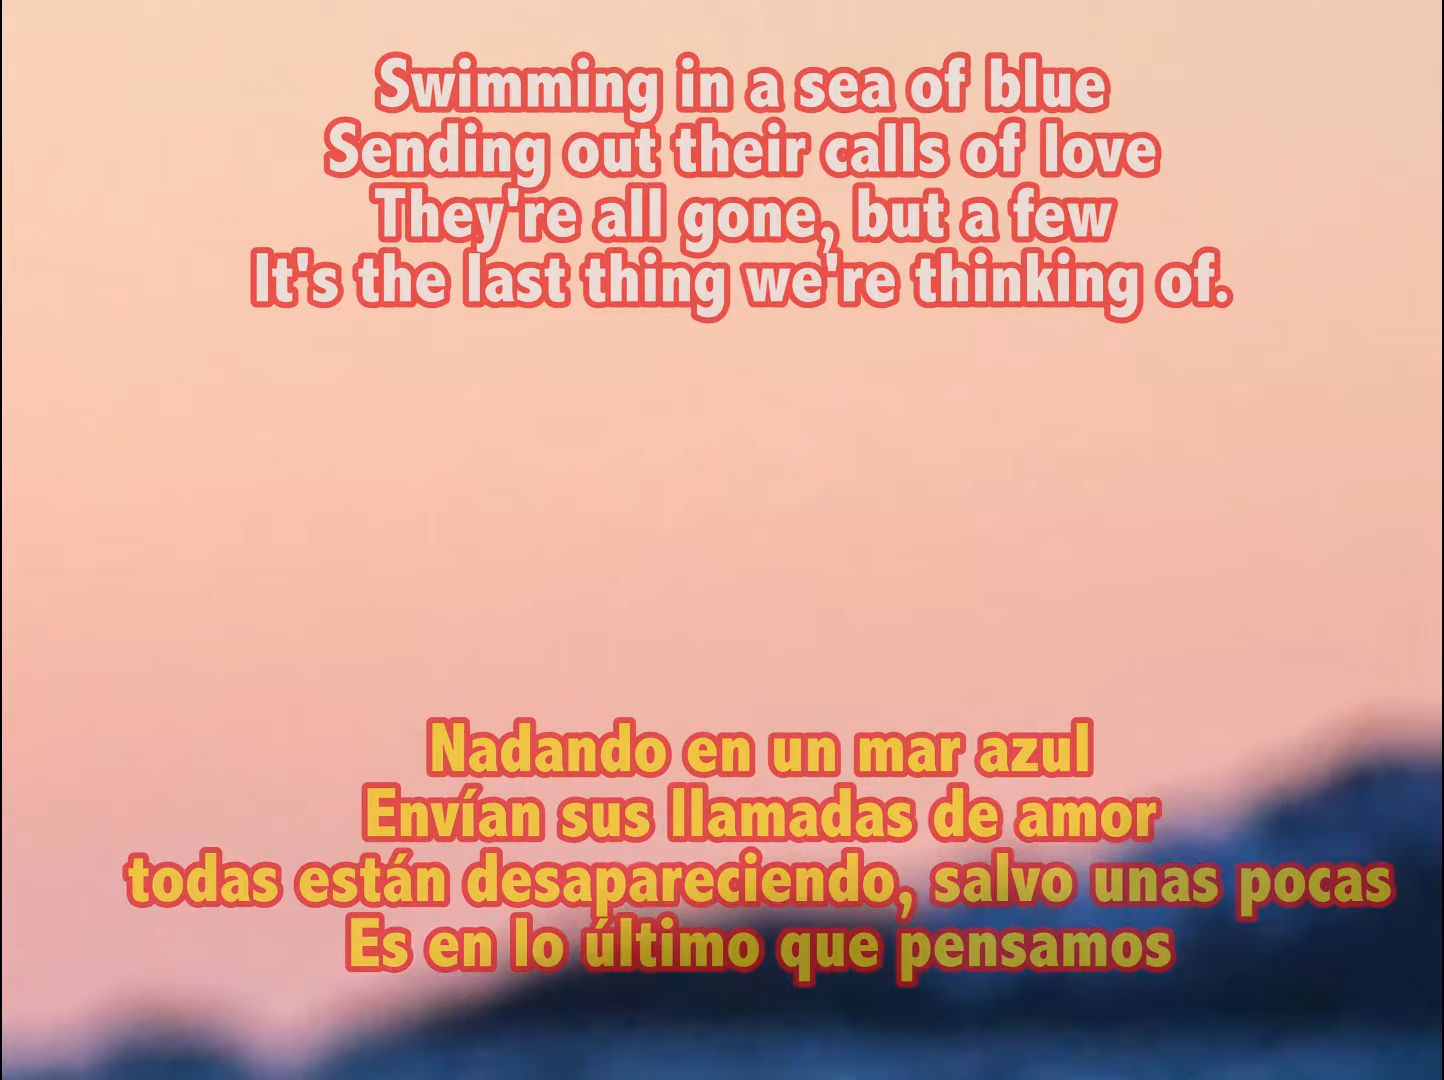 Swimming in a sea of blue
Sending out their calls of love
They're all gone, but a few
It's the last thing we're thinking of.
Nadando en un mar azul
Envían sus llamadas de amor
todas están desapareciendo, salvo unas pocas
Es en lo último que pensamos